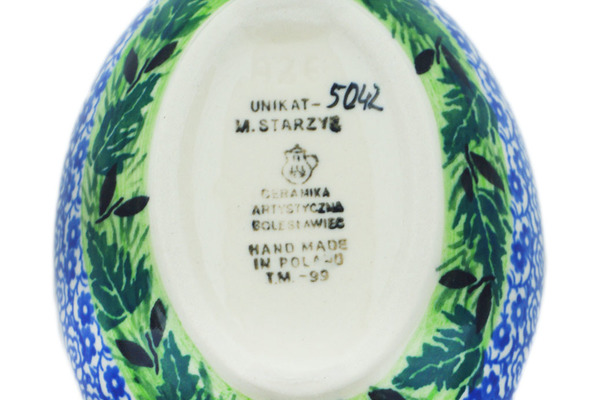 UNIKAT-5042
M. STARZYK
CERAMIKA
ARTYSTYCZNA
BOLESŁAWIEC
HAND MADE
IN POLAND
T.M.-99